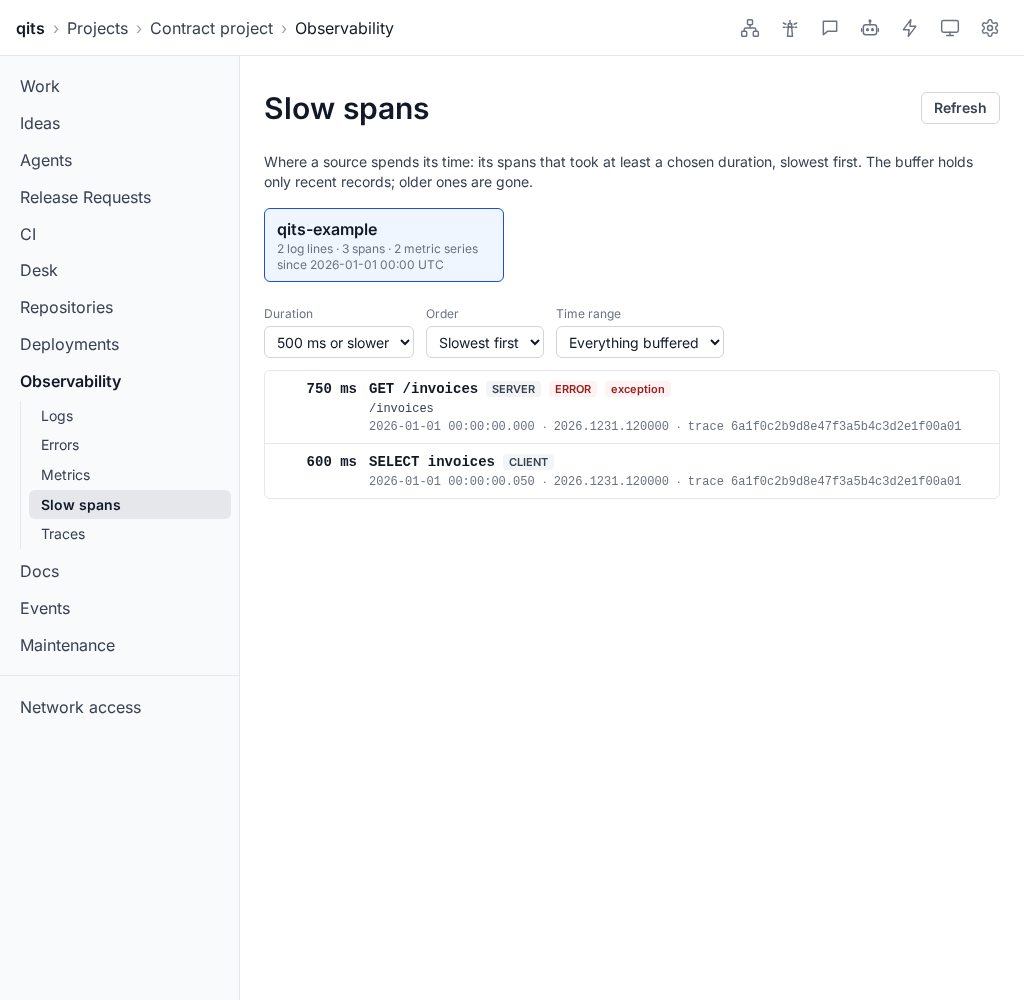 qits › Projects › Contract project › Observability
Work
Ideas
Agents
Release Requests
CI
Desk
Repositories
Deployments
Observability
Logs
Errors
Metrics
Slow spans
Traces
Docs
Events
Maintenance
Network access
Slow spans
Refresh
Where a source spends its time: its spans that took at least a chosen duration, slowest first. The buffer holds
only recent records; older ones are gone.
qits-example
2 log lines · 3 spans · 2 metric series
since 2026-01-01 00:00 UTC
Duration Order Time range
500 ms or slower Slowest first Everything buffered
750 ms GET /invoices SERVER ERROR exception
/invoices
2026-01-01 00:00:00.000 · 2026.1231.120000 · trace 6a1f0c2b9d8e47f3a5b4c3d2e1f00a01
600 ms SELECT invoices CLIENT
2026-01-01 00:00:00.050 · 2026.1231.120000 · trace 6a1f0c2b9d8e47f3a5b4c3d2e1f00a01